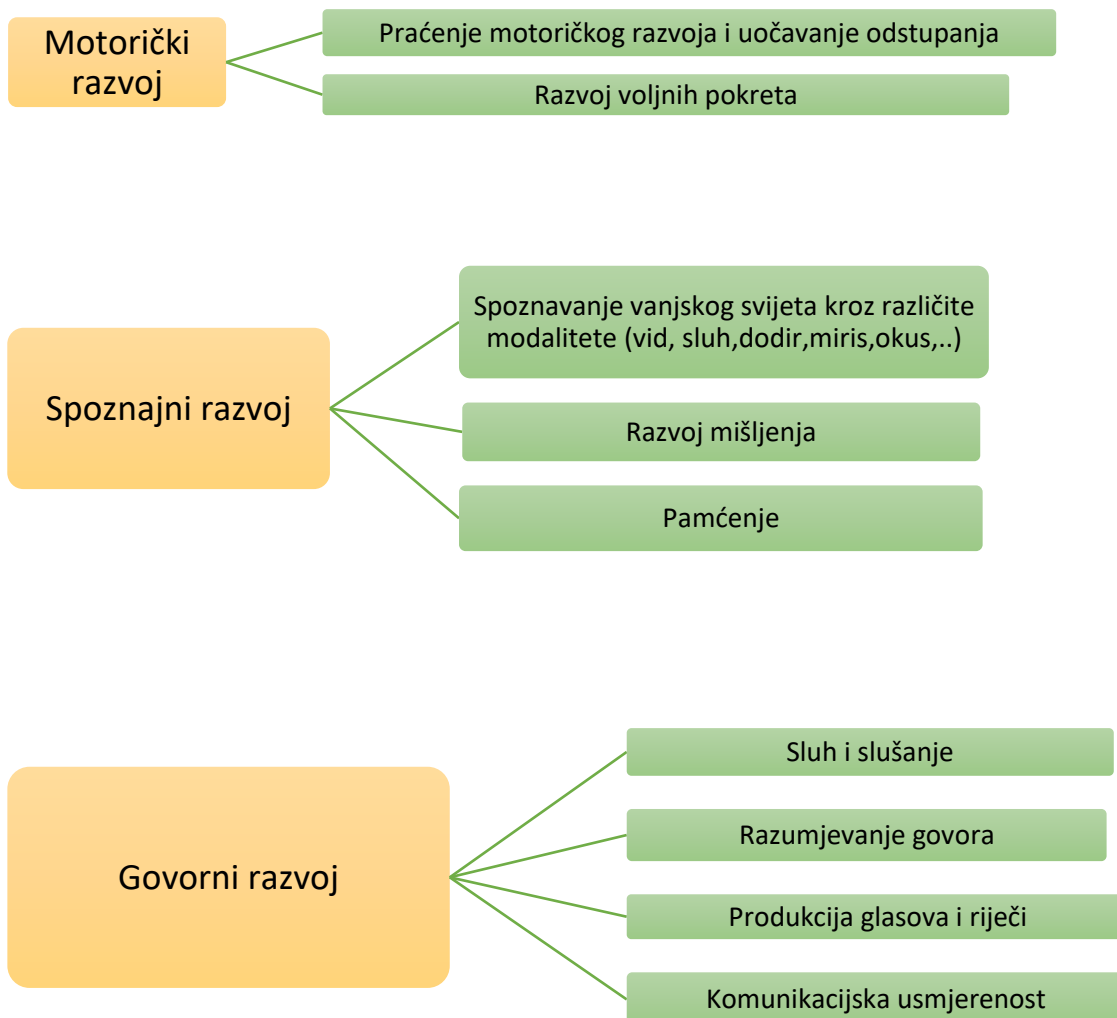 Motorički
razvoj
Praćenje motoričkog razvoja i uočavanje odstupanja
Razvoj voljnih pokreta
Spoznajni razvoj
Spoznavanje vanjskog svijeta kroz različite
modalitete (vid, sluh,dodir,miris,okus,..)
Razvoj mišljenja
Pamćenje
Govorni razvoj
Sluh i slušanje
Razumjevanje govora
Produkcija glasova i riječi
Komunikacijska usmjerenost